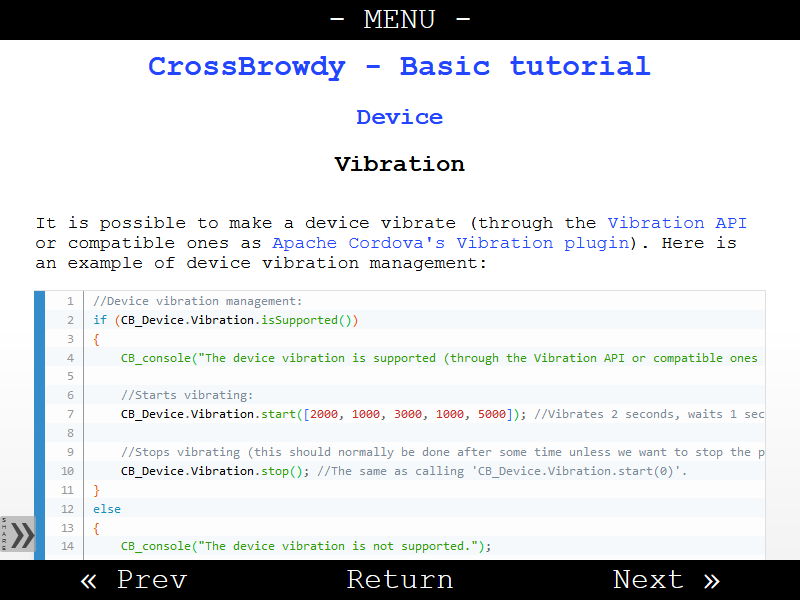 - MENU -
CrossBrowdy - Basic tutorial
Device
Vibration
It is possible to make a device vibrate (through the Vibration API
or compatible ones as Apache Cordova's Vibration plugin). Here is
an example of device vibration management:
1 //Device vibration management:
2 if (CB_Device.Vibration.isSupported())
3 {
4 CB_console("The device vibration is supported (through the Vibration API or compatible ones
5
6 //Starts vibrating:
7 CB_Device.Vibration.start([2000, 1000, 3000, 1000, 5000]); //Vibrates 2 seconds, waits 1 sec
8
9 //Stops vibrating (this should normally be done after some time unless we want to stop the p
10 CB_Device.Vibration.stop(); //The same as calling 'CB_Device.Vibration.start(0)'.
11 }
12 else
13 {
14 CB_console("The device vibration is not supported.");
SHARE »
« Prev Return Next »